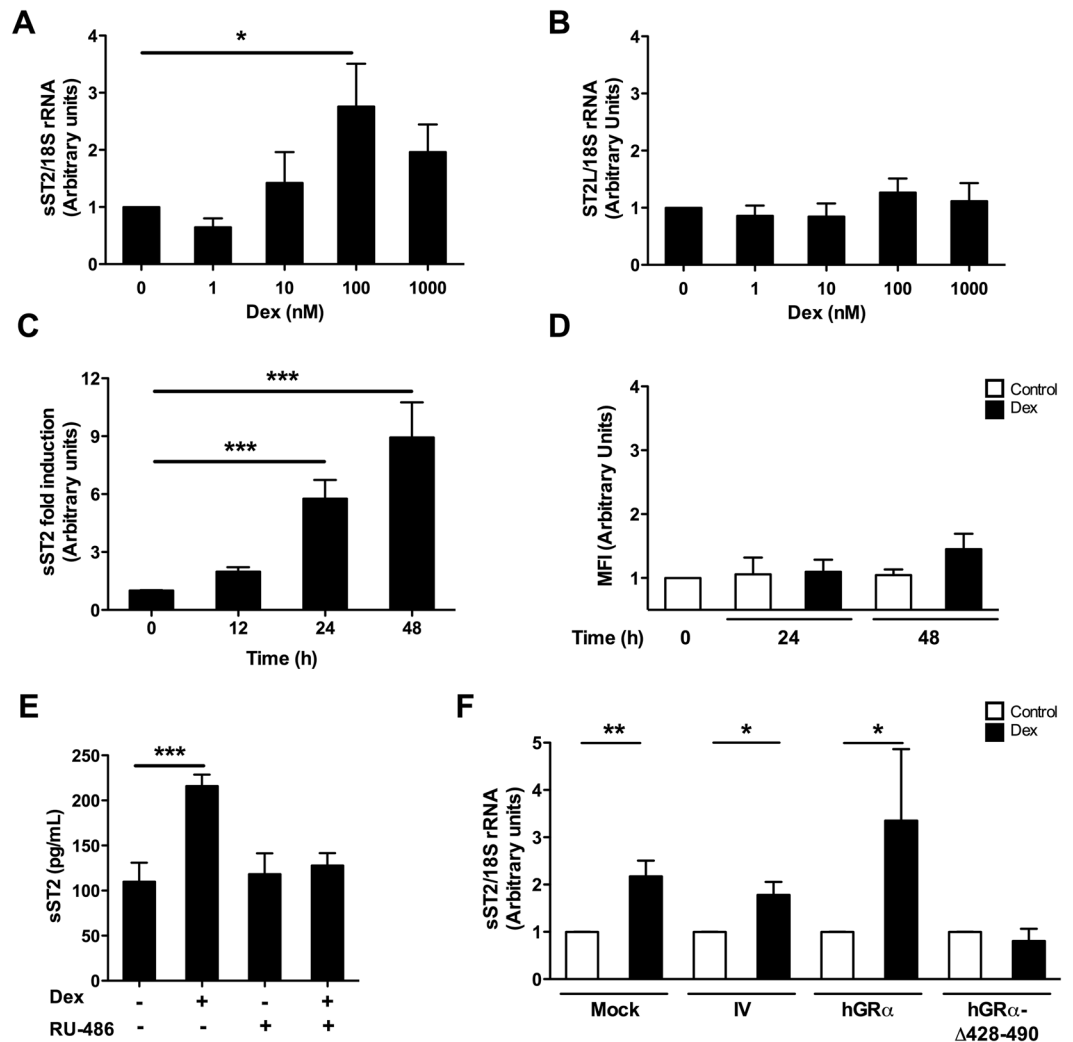 A
sST2/18S rRNA
(Arbitrary units)
*
4
3
2
1
0
0 1 10 100 1000
Dex (nM)
B
ST2L/18S rRNA
(Arbitrary Units)
4
3
2
1
0
0 1 10 100 1000
Dex (nM)
C
sST2 fold induction
(Arbitrary units)
***
***
12
9
6
3
0
0 12 24 48
Time (h)
D
MFI (Arbitrary Units)
4
3
2
1
Control
Dex
Time (h) 0 24 48
E
sST2 (pg/mL)
***
250
200
150
100
50
0
Dex - + - +
RU-486 - - + +
F
sST2/18S rRNA
(Arbitrary units)
Control
Dex
** * *
5
4
3
2
1
0
Mock IV hGRα hGRα-
Δ428-490